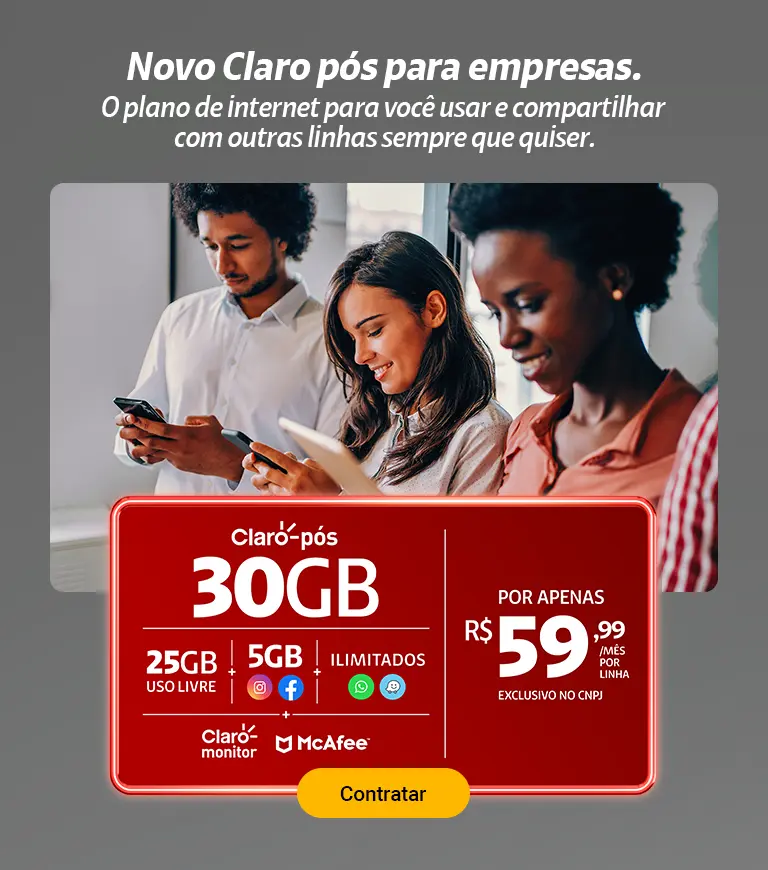 Novo Claro pós para empresas.
O plano de internet para você usar e compartilhar
com outras linhas sempre que quiser.
Claro-pós
30GB
25GB
USO LIVRE
+
5GB
+
ILIMITADOS
+
Claro-
monitor
McAfee™
POR APENAS
R$ 59,99
/MÊS
POR
LINHA
EXCLUSIVO NO CNPJ
Contratar